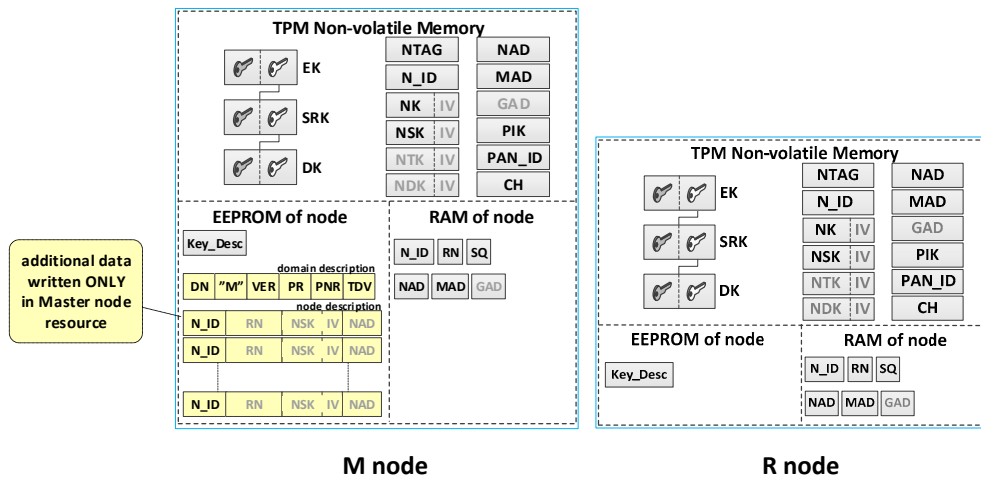 TPM Non-volatile Memory
EK
SRK
DK
NTAG NAD
N_ID MAD
NK IV GAD
NSK IV PIK
NTK IV PAN_ID
NDK IV CH
EEPROM of node
Key_Desc
domain description
DN "M" VER PR PNR TDV
node description
N_ID RN NSK IV NAD
N_ID RN NSK IV NAD
N_ID RN NSK IV NAD
RAM of node
N_ID RN SQ
NAD MAD GAD
additional data
written ONLY
in Master node
resource
M node
TPM Non-volatile Memory
EK
SRK
DK
NTAG NAD
N_ID MAD
NK IV GAD
NSK IV PIK
NTK IV PAN_ID
NDK IV CH
EEPROM of node
Key_Desc
RAM of node
N_ID RN SQ
NAD MAD GAD
R node